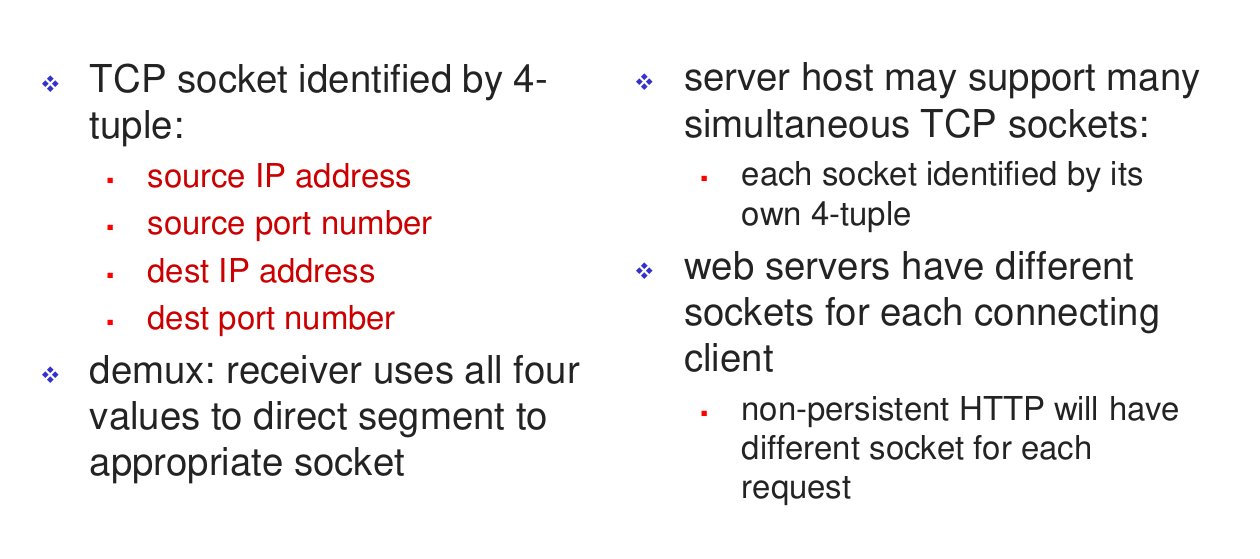 TCP socket identified by 4-
tuple:
source IP address
source port number
dest IP address
dest port number
demux: receiver uses all four
values to direct segment to
appropriate socket
server host may support many
simultaneous TCP sockets:
each socket identified by its
own 4-tuple
web servers have different
sockets for each connecting
client
non-persistent HTTP will have
different socket for each
request